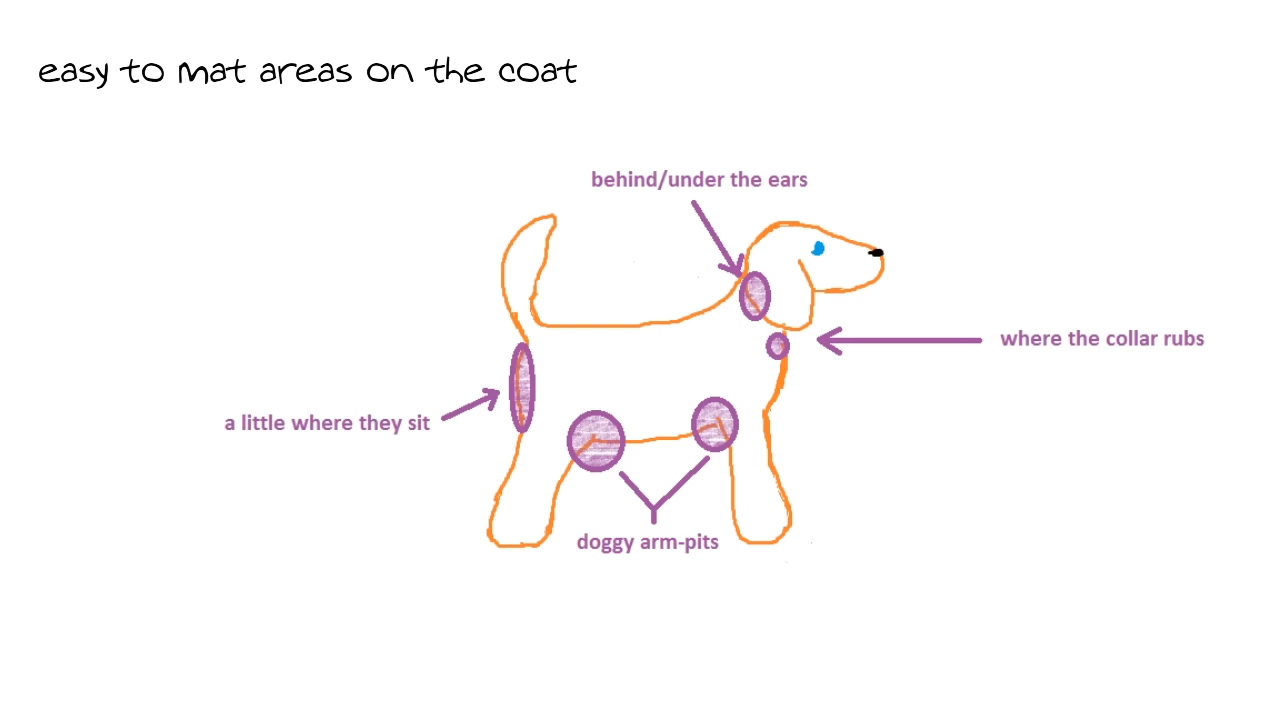 easy to mat areas on the coat
behind/under the ears
where the collar rubs
a little where they sit
doggy arm-pits